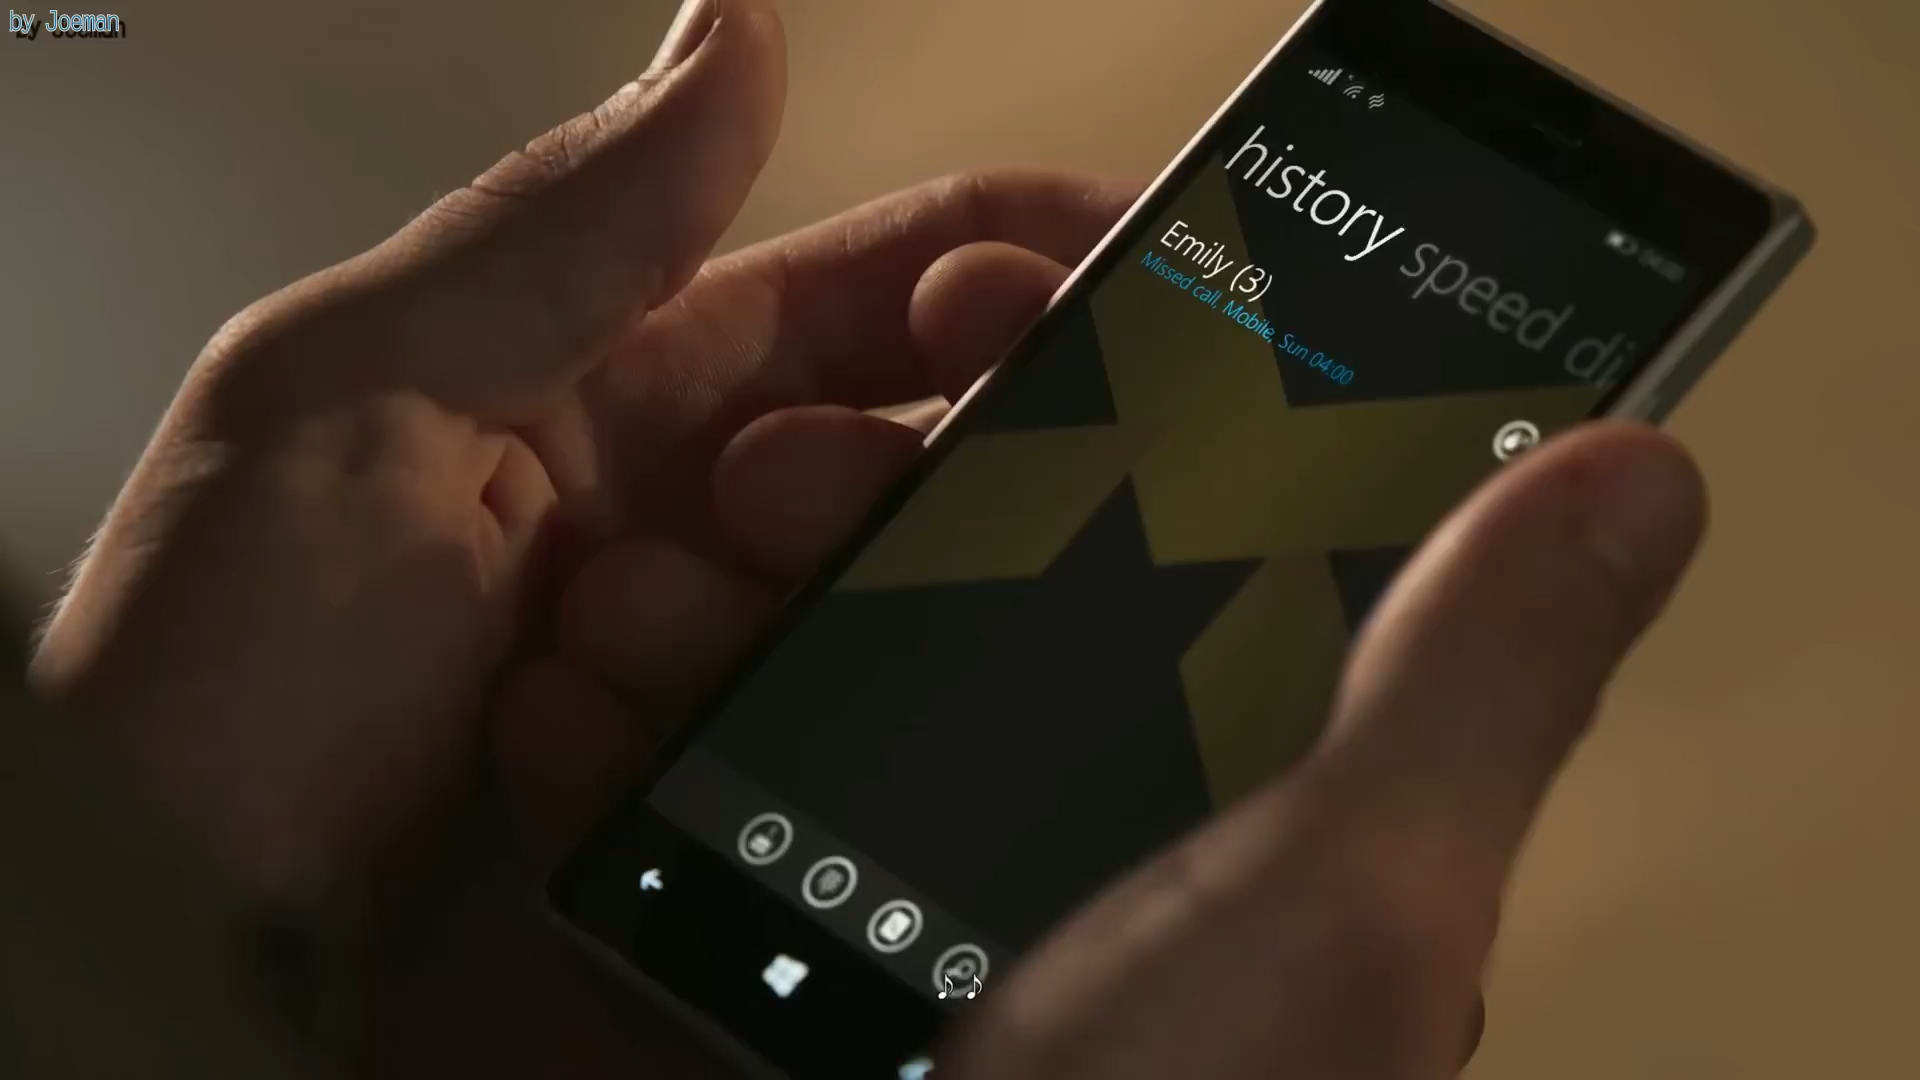 by Joeman
history speed di
Emily (3)
Missed call, Mobile, Sun 04:00
♪ ♪